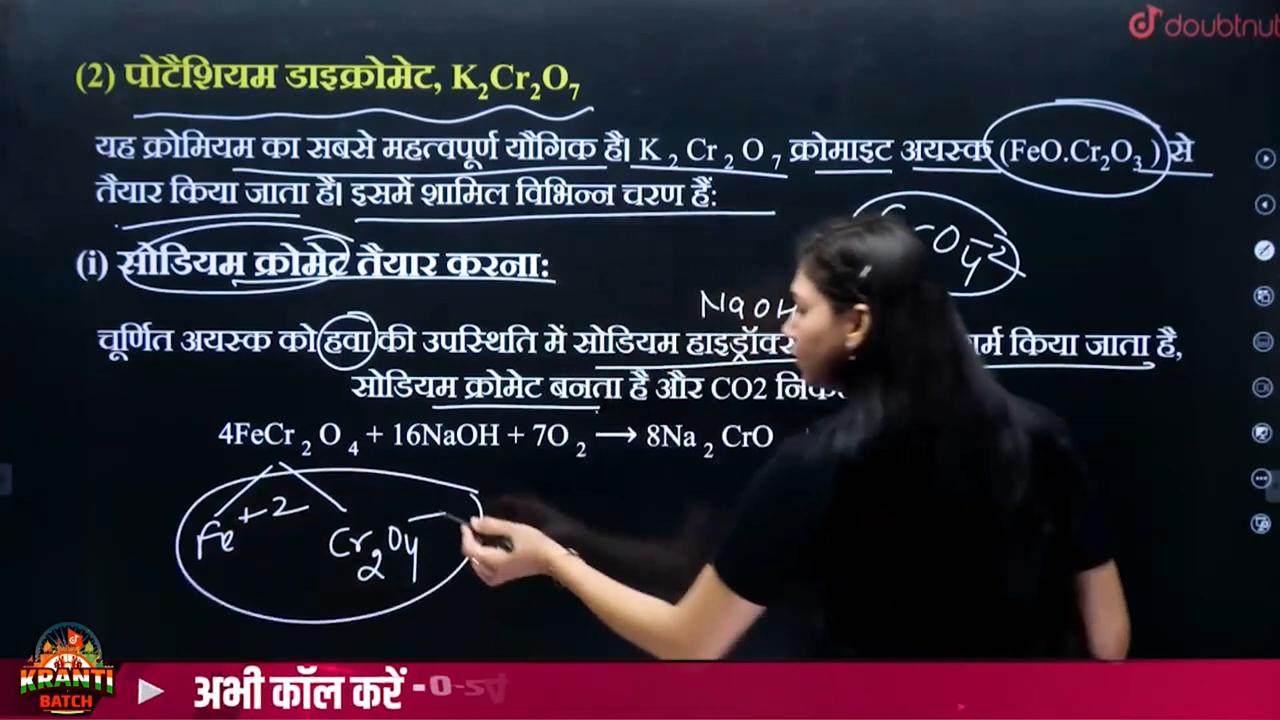 doubtnut
(2) पोटैशियम डाइक्रोमेट, K₂Cr₂O₇
यह क्रोमियम का सबसे महत्वपूर्ण यौगिक है। K₂Cr₂O₇ क्रोमाइट अयस्क (FeO.Cr₂O₃) से
तैयार किया जाता है। इसमें शामिल विभिन्न चरण हैं:
(i) सोडियम क्रोमेट तैयार करना:
NaOH
चूर्णित अयस्क को हवा की उपस्थिति में सोडियम किया जाता है,
सोडियम क्रोमेट बनता है और CO2
4FeCr₂O₄ + 16NaOH + 7O₂ → 8Na₂CrO
Fe⁺² Cr₂O₄
KRANTI
BATCH
अभी कॉल करें -